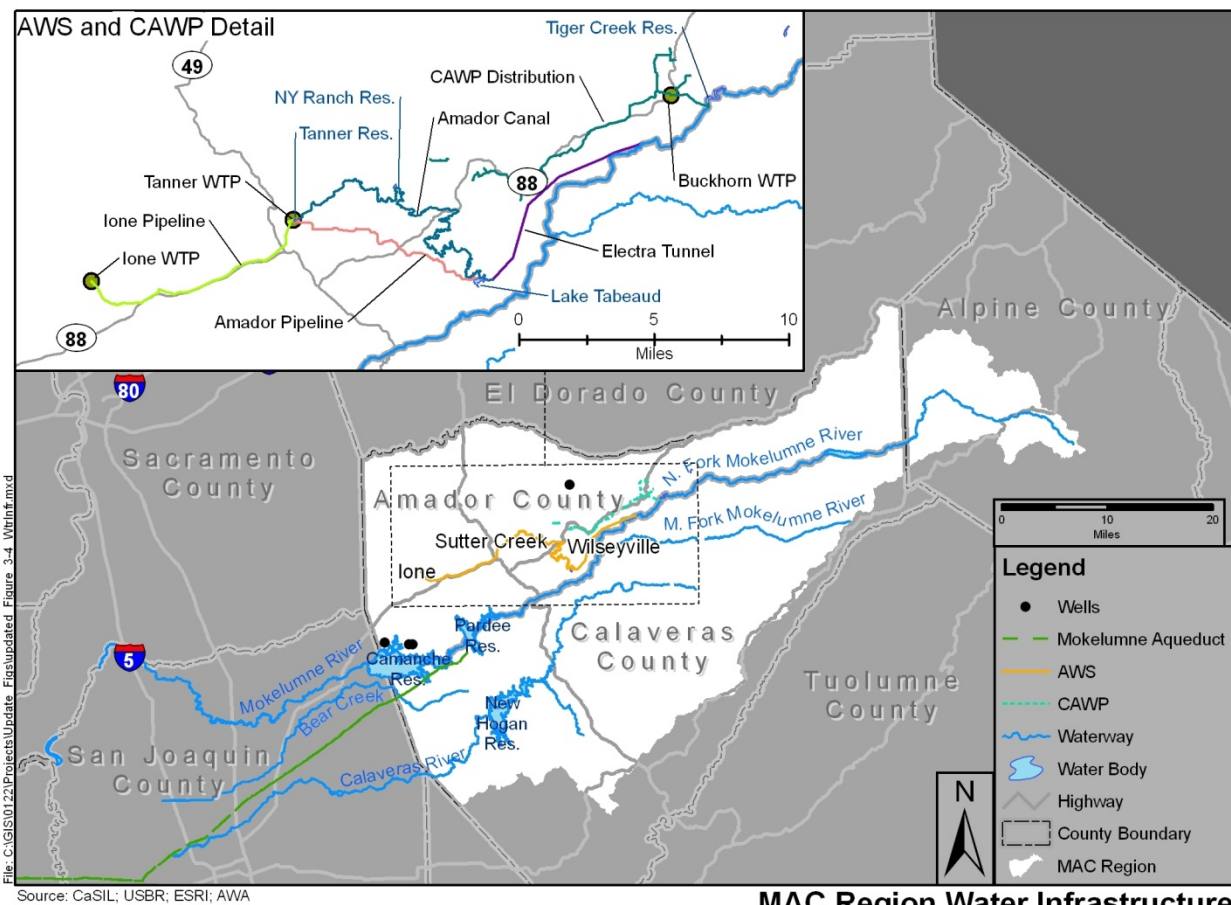 AWS and CAWP Detail
49
Tiger Creek Res.
CAWP Distribution
NY Ranch Res.
Amador Canal
Tanner Res.
Tanner WTP
88
Buckhorn WTP
Ione Pipeline
Ione WTP
Electra Tunnel
Lake Tabeaud
Amador Pipeline
88
0 5 10
Miles
80
Alpine County
El Dorado County
Sacramento
County
N. Fork Mokelumne River
Amador County
M. Fork Mokelumne River
Sutter Creek
Wilseyville
Ione
Pardee
Res.
Calaveras
County
Camanche
Res.
5
Mokelumne River
Bear Creek
New
Hogan
Res.
Tuolumne
County
San Joaquin
County
Calaveras River
N
0 10 20
Miles
Legend
Wells
Mokelumne Aqueduct
AWS
CAWP
Waterway
Water Body
Highway
County Boundary
MAC Region
File: C:\GIS\0122\Projects\Update Figs\updated Figure 3-4 WtrInfr.mxd
Source: CaSIL; USBR; ESRI; AWA
MAC Region Water Infrastructure